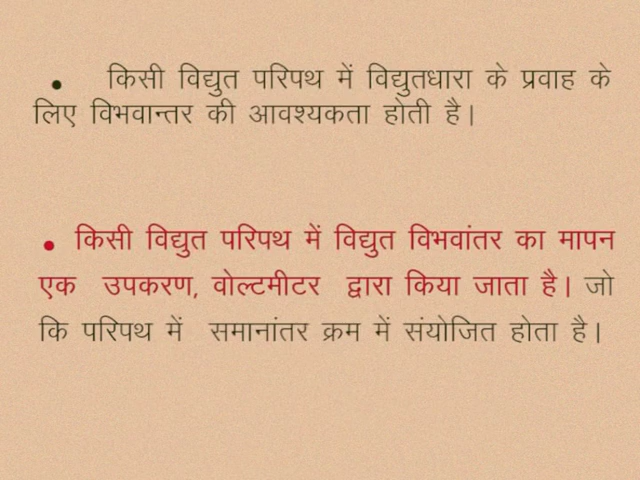 • किसी विद्युत परिपथ में विद्युतधारा के प्रवाह के
लिए विभवान्तर की आवश्यकता होती है।
• किसी विद्युत परिपथ में विद्युत विभवांतर का मापन
एक उपकरण, वोल्टमीटर द्वारा किया जाता है। जो
कि परिपथ में समानांतर क्रम में संयोजित होता है।